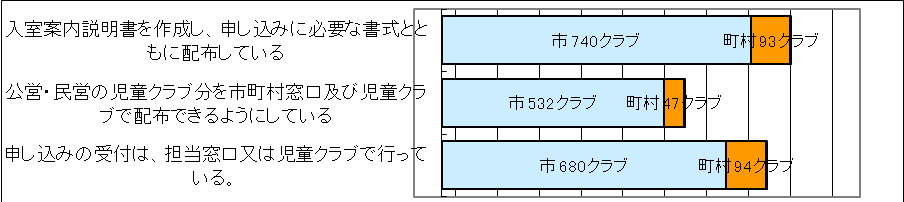 入室案内説明書を作成し、申し込みに必要な書式とと
もに配布している
市740クラブ
町村93クラブ
公営・民営の児童クラブ分を市町村窓口及び児童クラ
ブで配布できるようにしている
市532クラブ
町村47クラブ
申し込みの受付は、担当窓口又は児童クラブで行って
いる。
市680クラブ
町村94クラブ